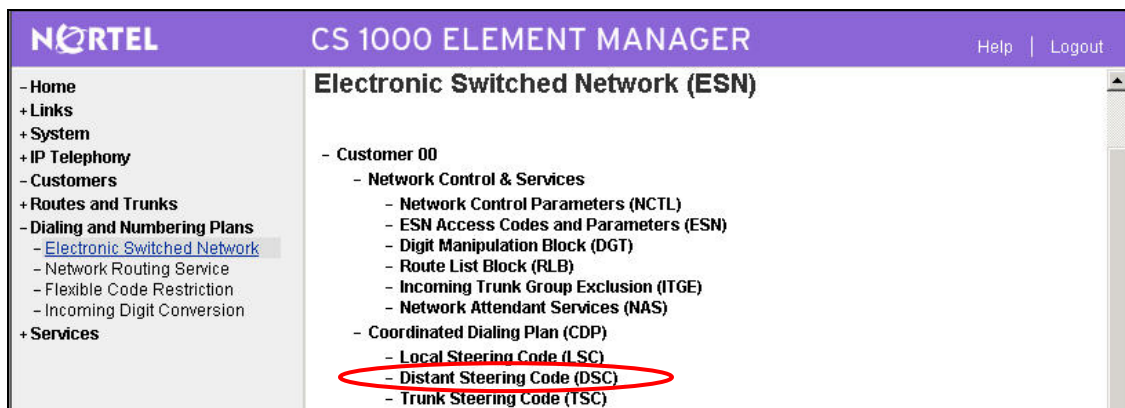 NORTEL
CS 1000 ELEMENT MANAGER
Help | Logout
- Home
+ Links
+ System
+ IP Telephony
- Customers
+ Routes and Trunks
- Dialing and Numbering Plans
- Electronic Switched Network
- Network Routing Service
- Flexible Code Restriction
- Incoming Digit Conversion
+ Services
Electronic Switched Network (ESN)
- Customer 00
- Network Control & Services
- Network Control Parameters (NCTL)
- ESN Access Codes and Parameters (ESN)
- Digit Manipulation Block (DGT)
- Route List Block (RLB)
- Incoming Trunk Group Exclusion (ITGE)
- Network Attendant Services (NAS)
- Coordinated Dialing Plan (CDP)
- Local Steering Code (LSC)
- Distant Steering Code (DSC)
- Trunk Steering Code (TSC)